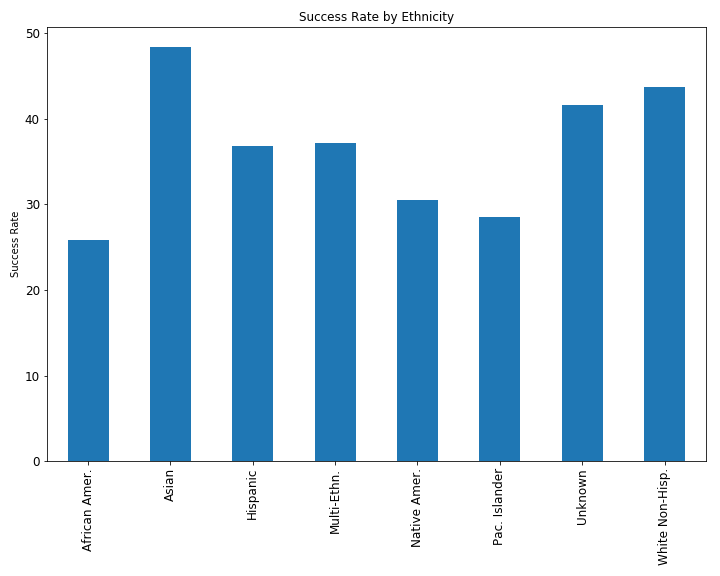 Success Rate by Ethnicity
Success Rate
50
40
30
20
10
0
African Amer.
Asian
Hispanic
Multi-Ethn.
Native Amer.
Pac. Islander
Unknown
White Non-Hisp.